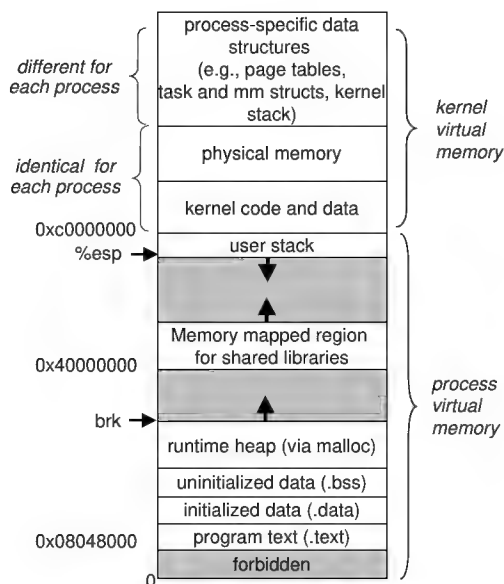 process-specific data
structures
(e.g., page tables,
task and mm structs, kernel
stack)
different for
each process
kernel
virtual
memory
physical memory
identical for
each process
kernel code and data
0xc0000000
user stack
%esp
Memory mapped region
for shared libraries
0x40000000
process
virtual
memory
brk
runtime heap (via malloc)
uninitialized data (.bss)
initialized data (.data)
program text (.text)
0x08048000
forbidden
0